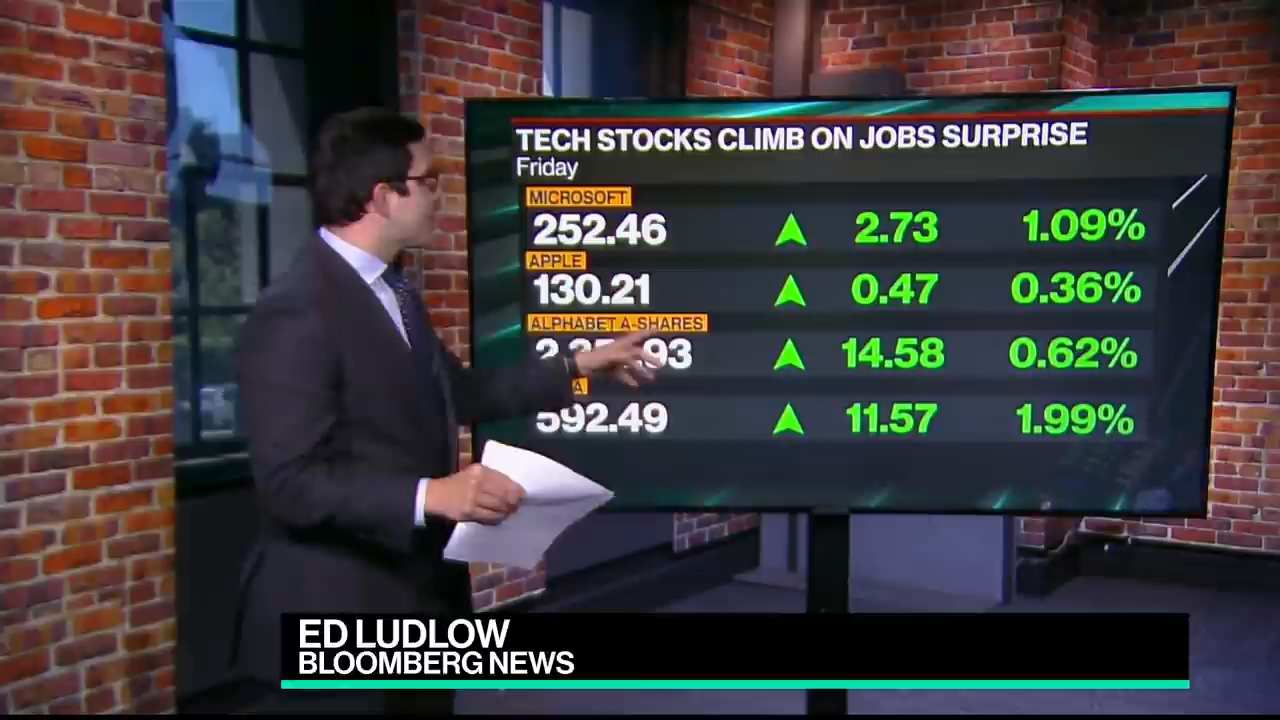 TECH STOCKS CLIMB ON JOBS SURPRISE
Friday
MICROSOFT
252.46 2.73 1.09%
APPLE
130.21 0.47 0.36%
ALPHABET A-SHARES
93 14.58 0.62%
592.49 11.57 1.99%
ED LUDLOW
BLOOMBERG NEWS